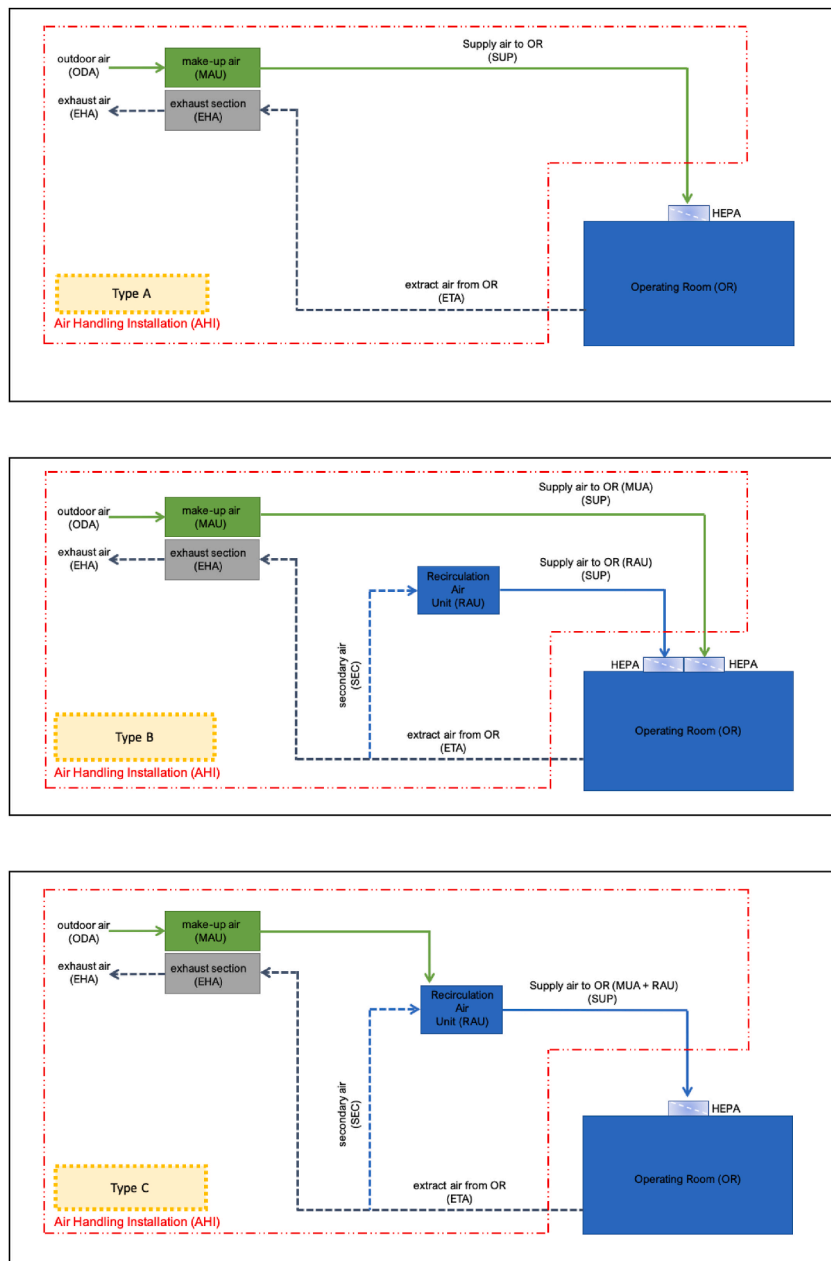 outdoor air
(ODA)
make-up air
(MAU)
Supply air to OR
(SUP)
exhaust air
(EHA)
exhaust section
(EHA)
HEPA
Operating Room (OR)
extract air from OR
(ETA)
Type A
Air Handling Installation (AHI)
outdoor air
(ODA)
make-up air
(MAU)
Supply air to OR (MUA)
(SUP)
exhaust air
(EHA)
exhaust section
(EHA)
Recirculation
Air
Unit (RAU)
Supply air to OR (RAU)
(SUP)
secondary air
(SEC)
HEPA
HEPA
Operating Room (OR)
extract air from OR
(ETA)
Type B
Air Handling Installation (AHI)
outdoor air
(ODA)
make-up air
(MAU)
exhaust air
(EHA)
exhaust section
(EHA)
Recirculation
Air
Unit (RAU)
Supply air to OR (MUA + RAU)
(SUP)
secondary air
(SEC)
HEPA
Operating Room (OR)
extract air from OR
(ETA)
Type C
Air Handling Installation (AHI)